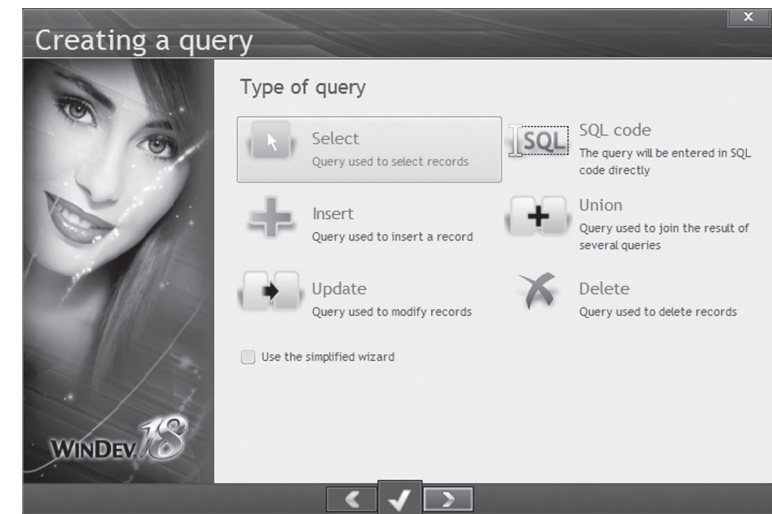 x
Creating a query
Type of query
Select
Query used to select records
SQL
SQL code
The query will be entered in SQL
code directly
Insert
Query used to insert a record
Union
Query used to join the result of
several queries
Update
Query used to modify records
Delete
Query used to delete records
Use the simplified wizard
WINDEV 18